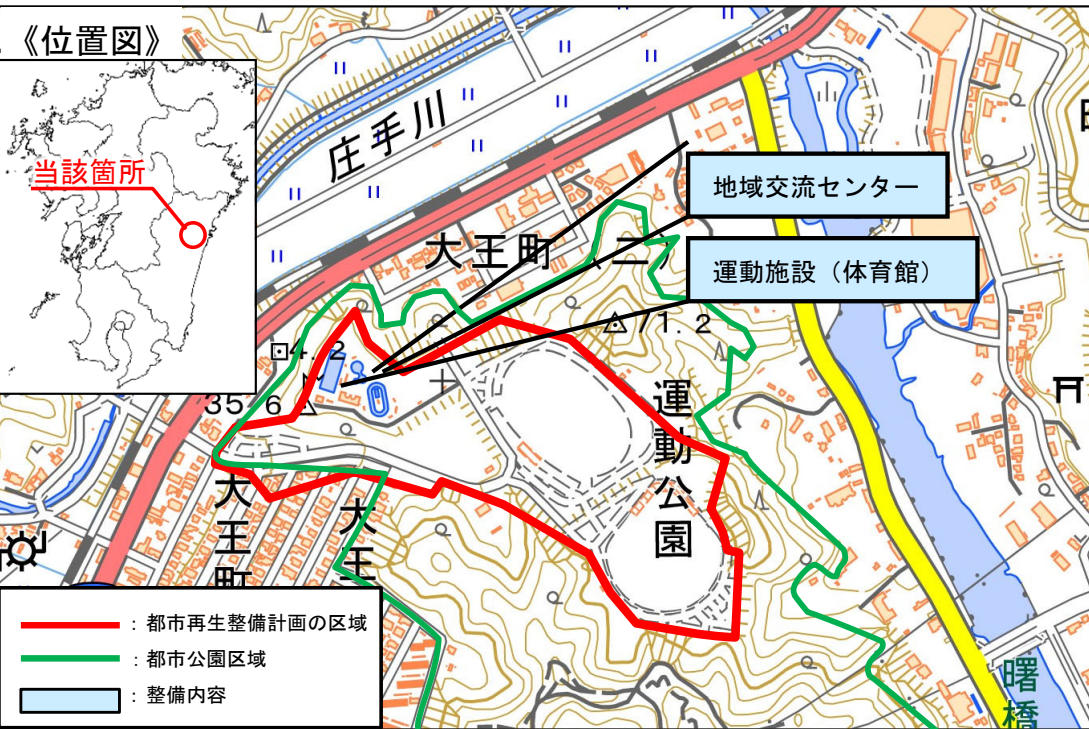 《位置図》
当該箇所
庄手川
地域交流センター
大王町（二）
運動施設（体育館）
71.2
4.2
35.6
運動公園
大王町
大王
: 都市再生整備計画の区域
: 都市公園区域
: 整備内容
曙橋